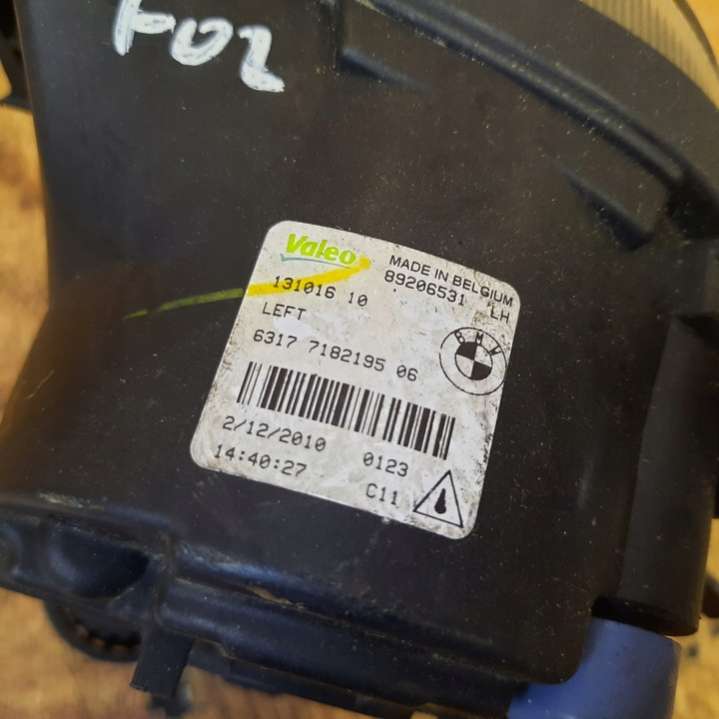 F02
Valeo
MADE IN BELGIUM
131016 10
89206531 LH
LEFT
6317 7182195 06
BMW
2/12/2010 0123
14:40:27 C11